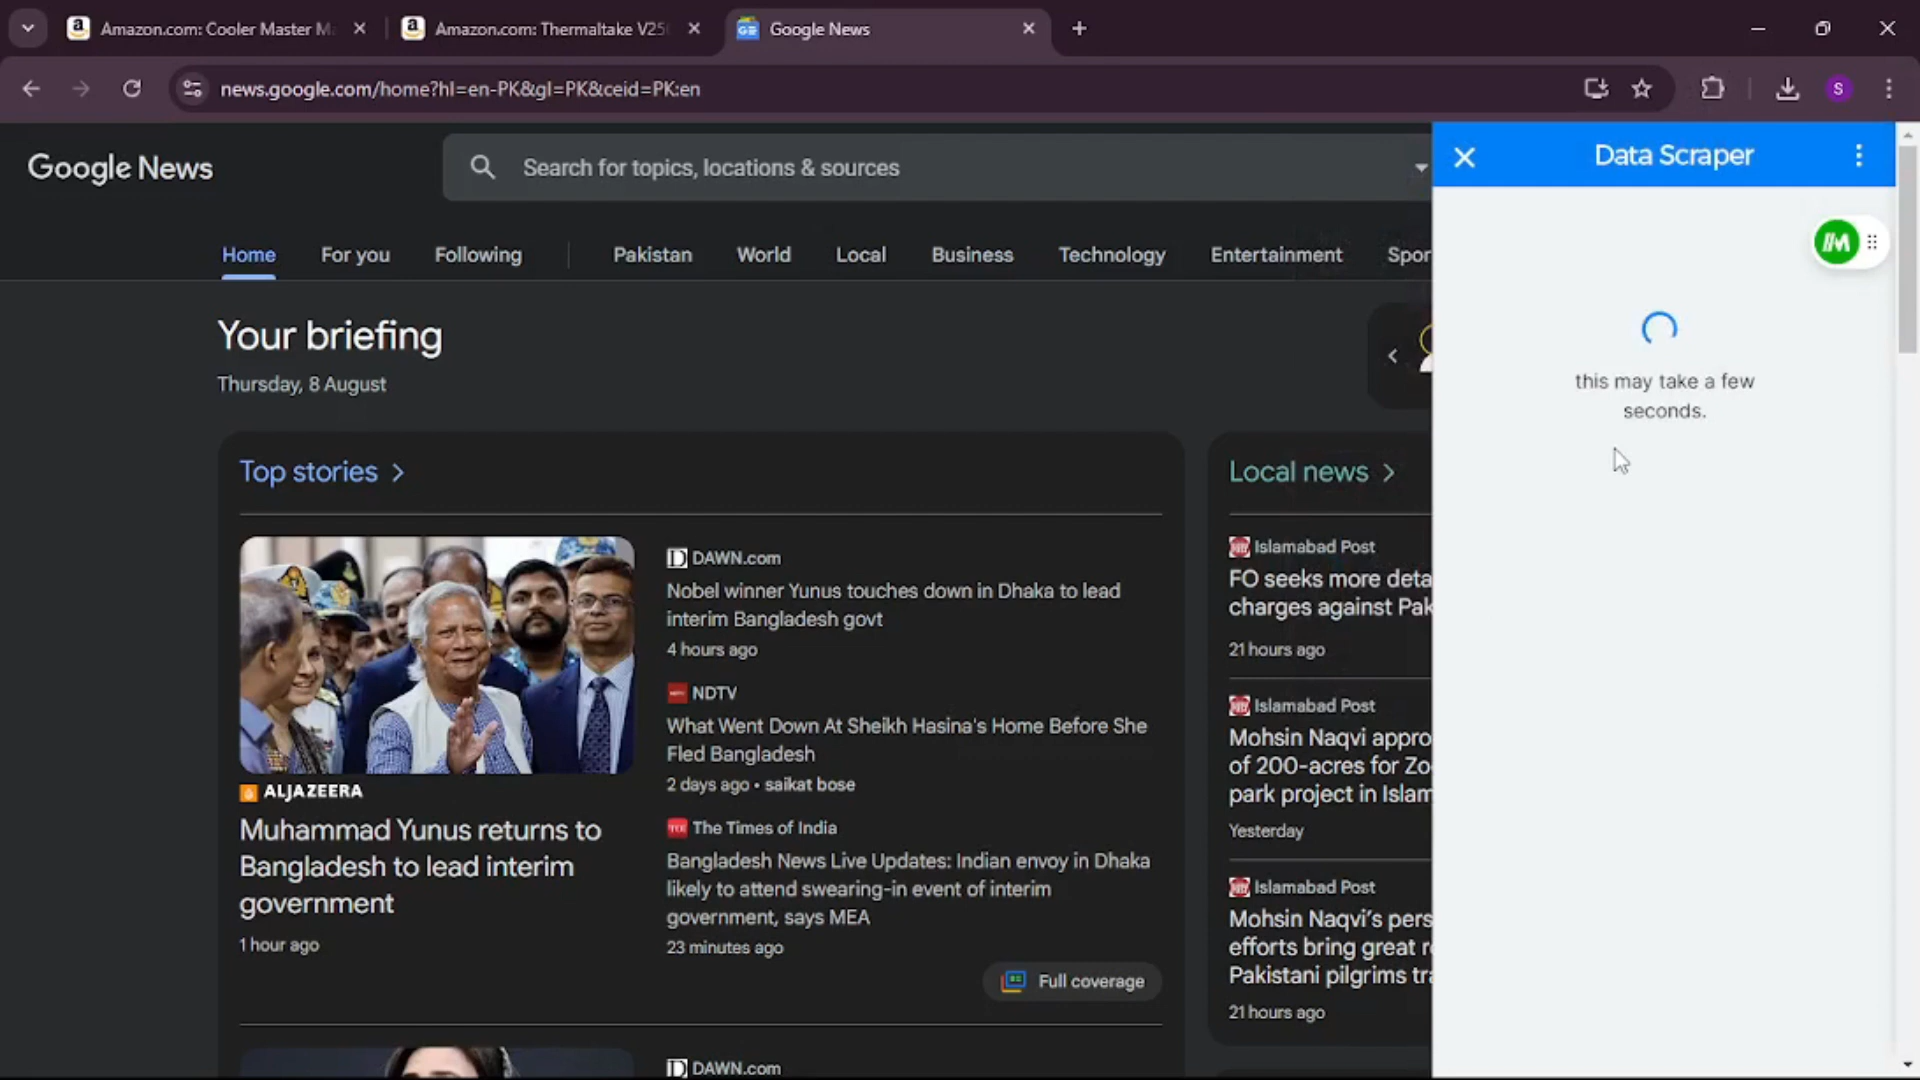 Amazon.com: Cooler Master M
Amazon.com: Thermaltake V25
Google News
news.google.com/home?hl=en-PK&gl=PK&ceid=PK:en
S
Google News
Search for topics, locations & sources
Data Scraper
Home
For you
Following
Pakistan
World
Local
Business
Technology
Entertainment
Spor
Your briefing
Thursday, 8 August
this may take a few
seconds.
Top stories
ALJAZEERA
Muhammad Yunus returns to
Bangladesh to lead interim
government
1 hour ago
DAWN.com
Nobel winner Yunus touches down in Dhaka to lead
interim Bangladesh govt
4 hours ago
NDTV
What Went Down At Sheikh Hasina's Home Before She
Fled Bangladesh
2 days ago • saikat bose
The Times of India
Bangladesh News Live Updates: Indian envoy in Dhaka
likely to attend swearing-in event of interim
government, says MEA
23 minutes ago
Full coverage
DAWN.com
Local news
Islamabad Post
FO seeks more deta
charges against Pak
21 hours ago
Islamabad Post
Mohsin Naqvi appro
of 200-acres for Zo
park project in Islam
Yesterday
Islamabad Post
Mohsin Naqvi's pers
efforts bring great r
Pakistani pilgrims tra
21 hours ago